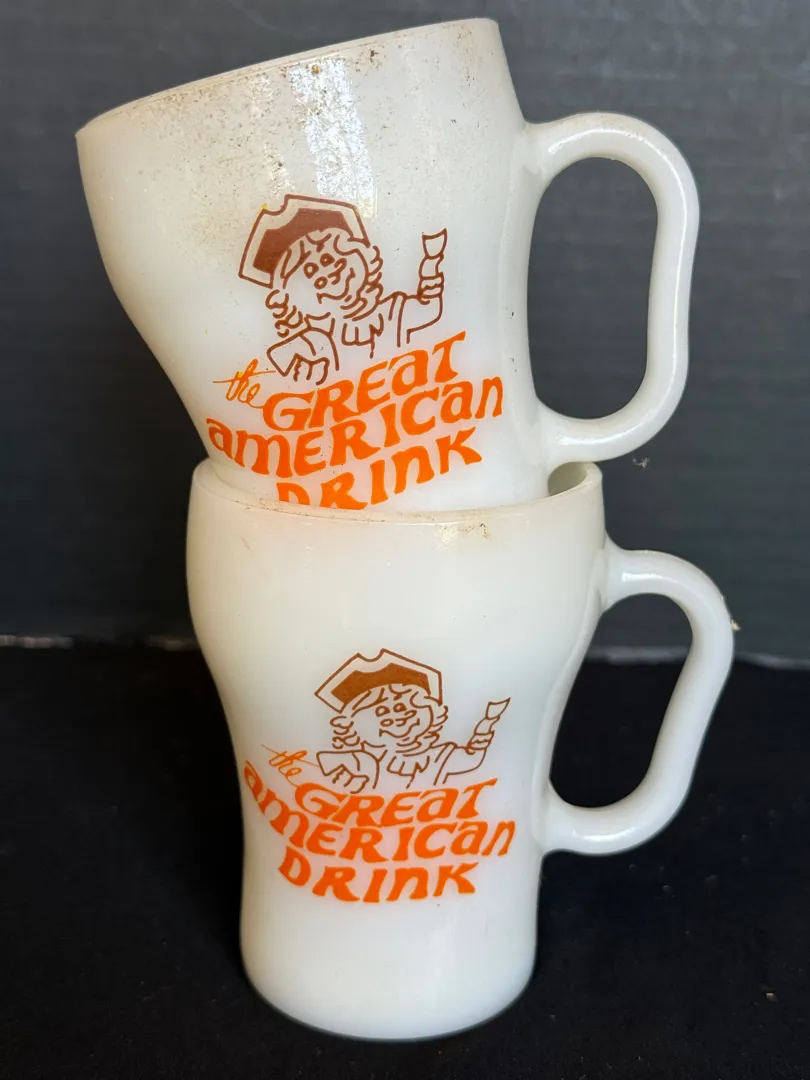 the
GREaT
aMERICan
DRINK
the
GREaT
aMERICan
DRINK